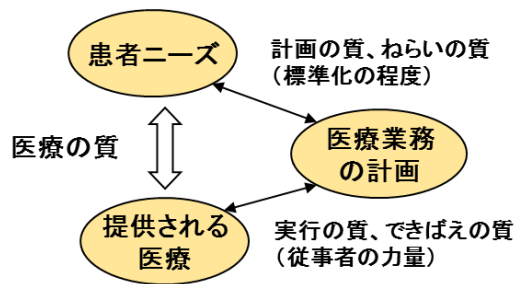 患者ニーズ
計画の質、ねらいの質
（標準化の程度）
医療の質
医療業務
の計画
提供される
医療
実行の質、できばえの質
（従事者の力量）